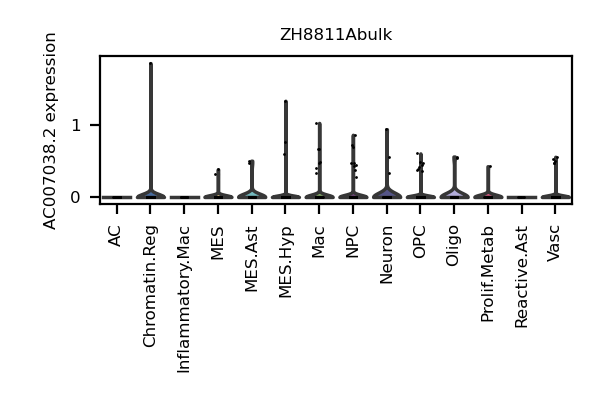 ZH8811Abulk
AC007038.2 expression
1
0
AC
Chromatin.Reg
Inflammatory.Mac
MES
MES.Ast
MES.Hyp
Mac
NPC
Neuron
OPC
Oligo
Prolif.Metab
Reactive.Ast
Vasc